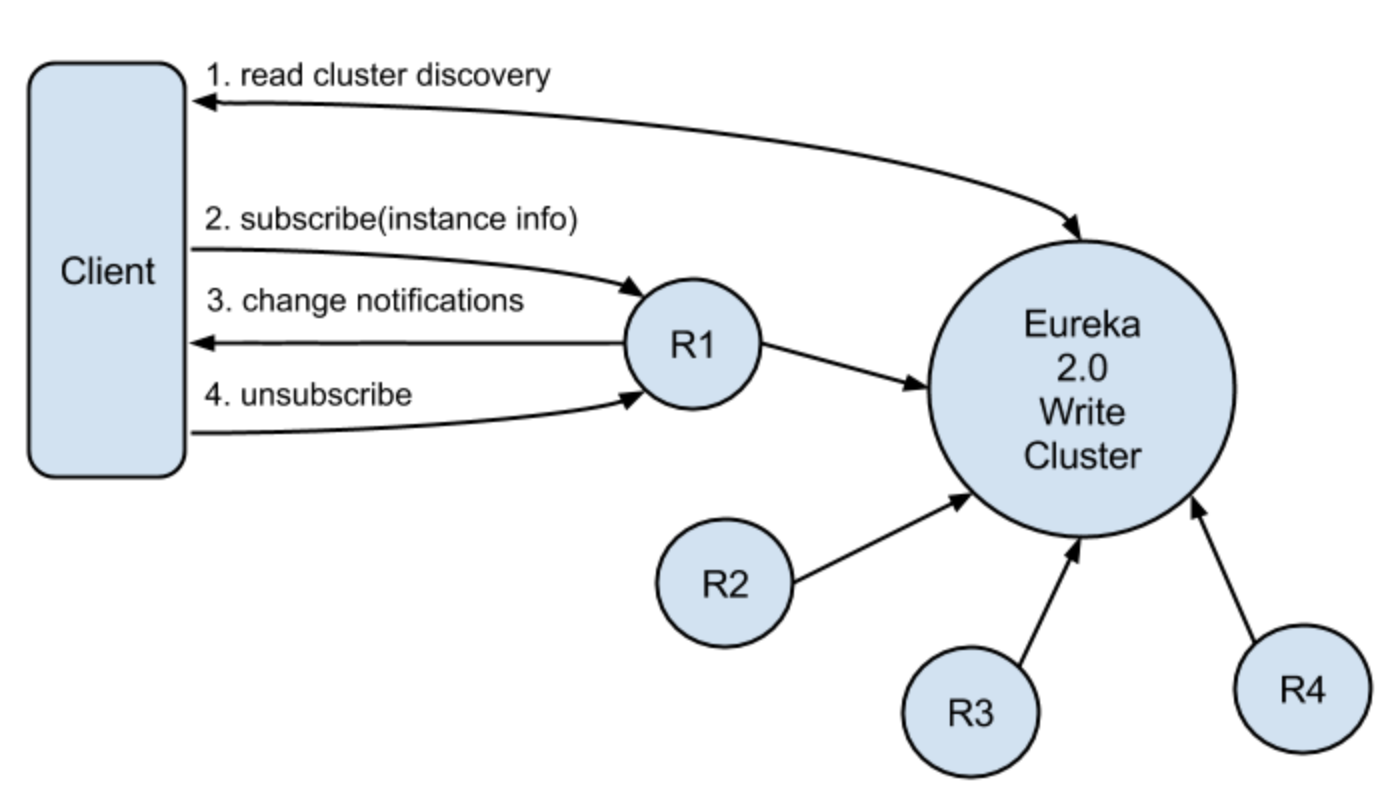 1. read cluster discovery
2. subscribe(instance info)
Client
3. change notifications
4. unsubscribe
R1
Eureka
2.0
Write
Cluster
R2
R3
R4